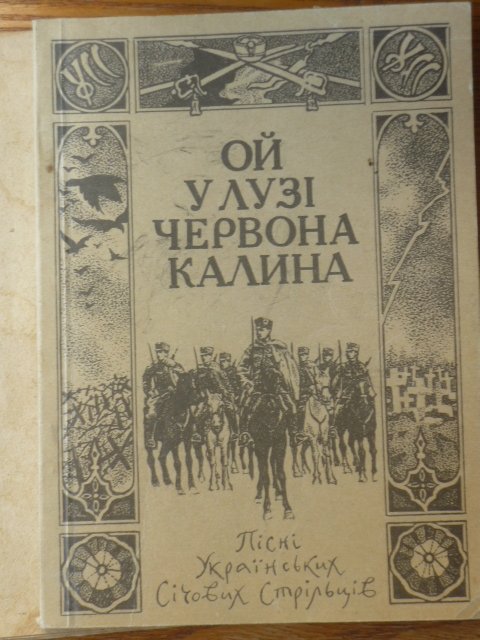 ОЙ
У ЛУЗІ
ЧЕРВОНА
КАЛИНА
Пісні
Українських
Січових Стрільців